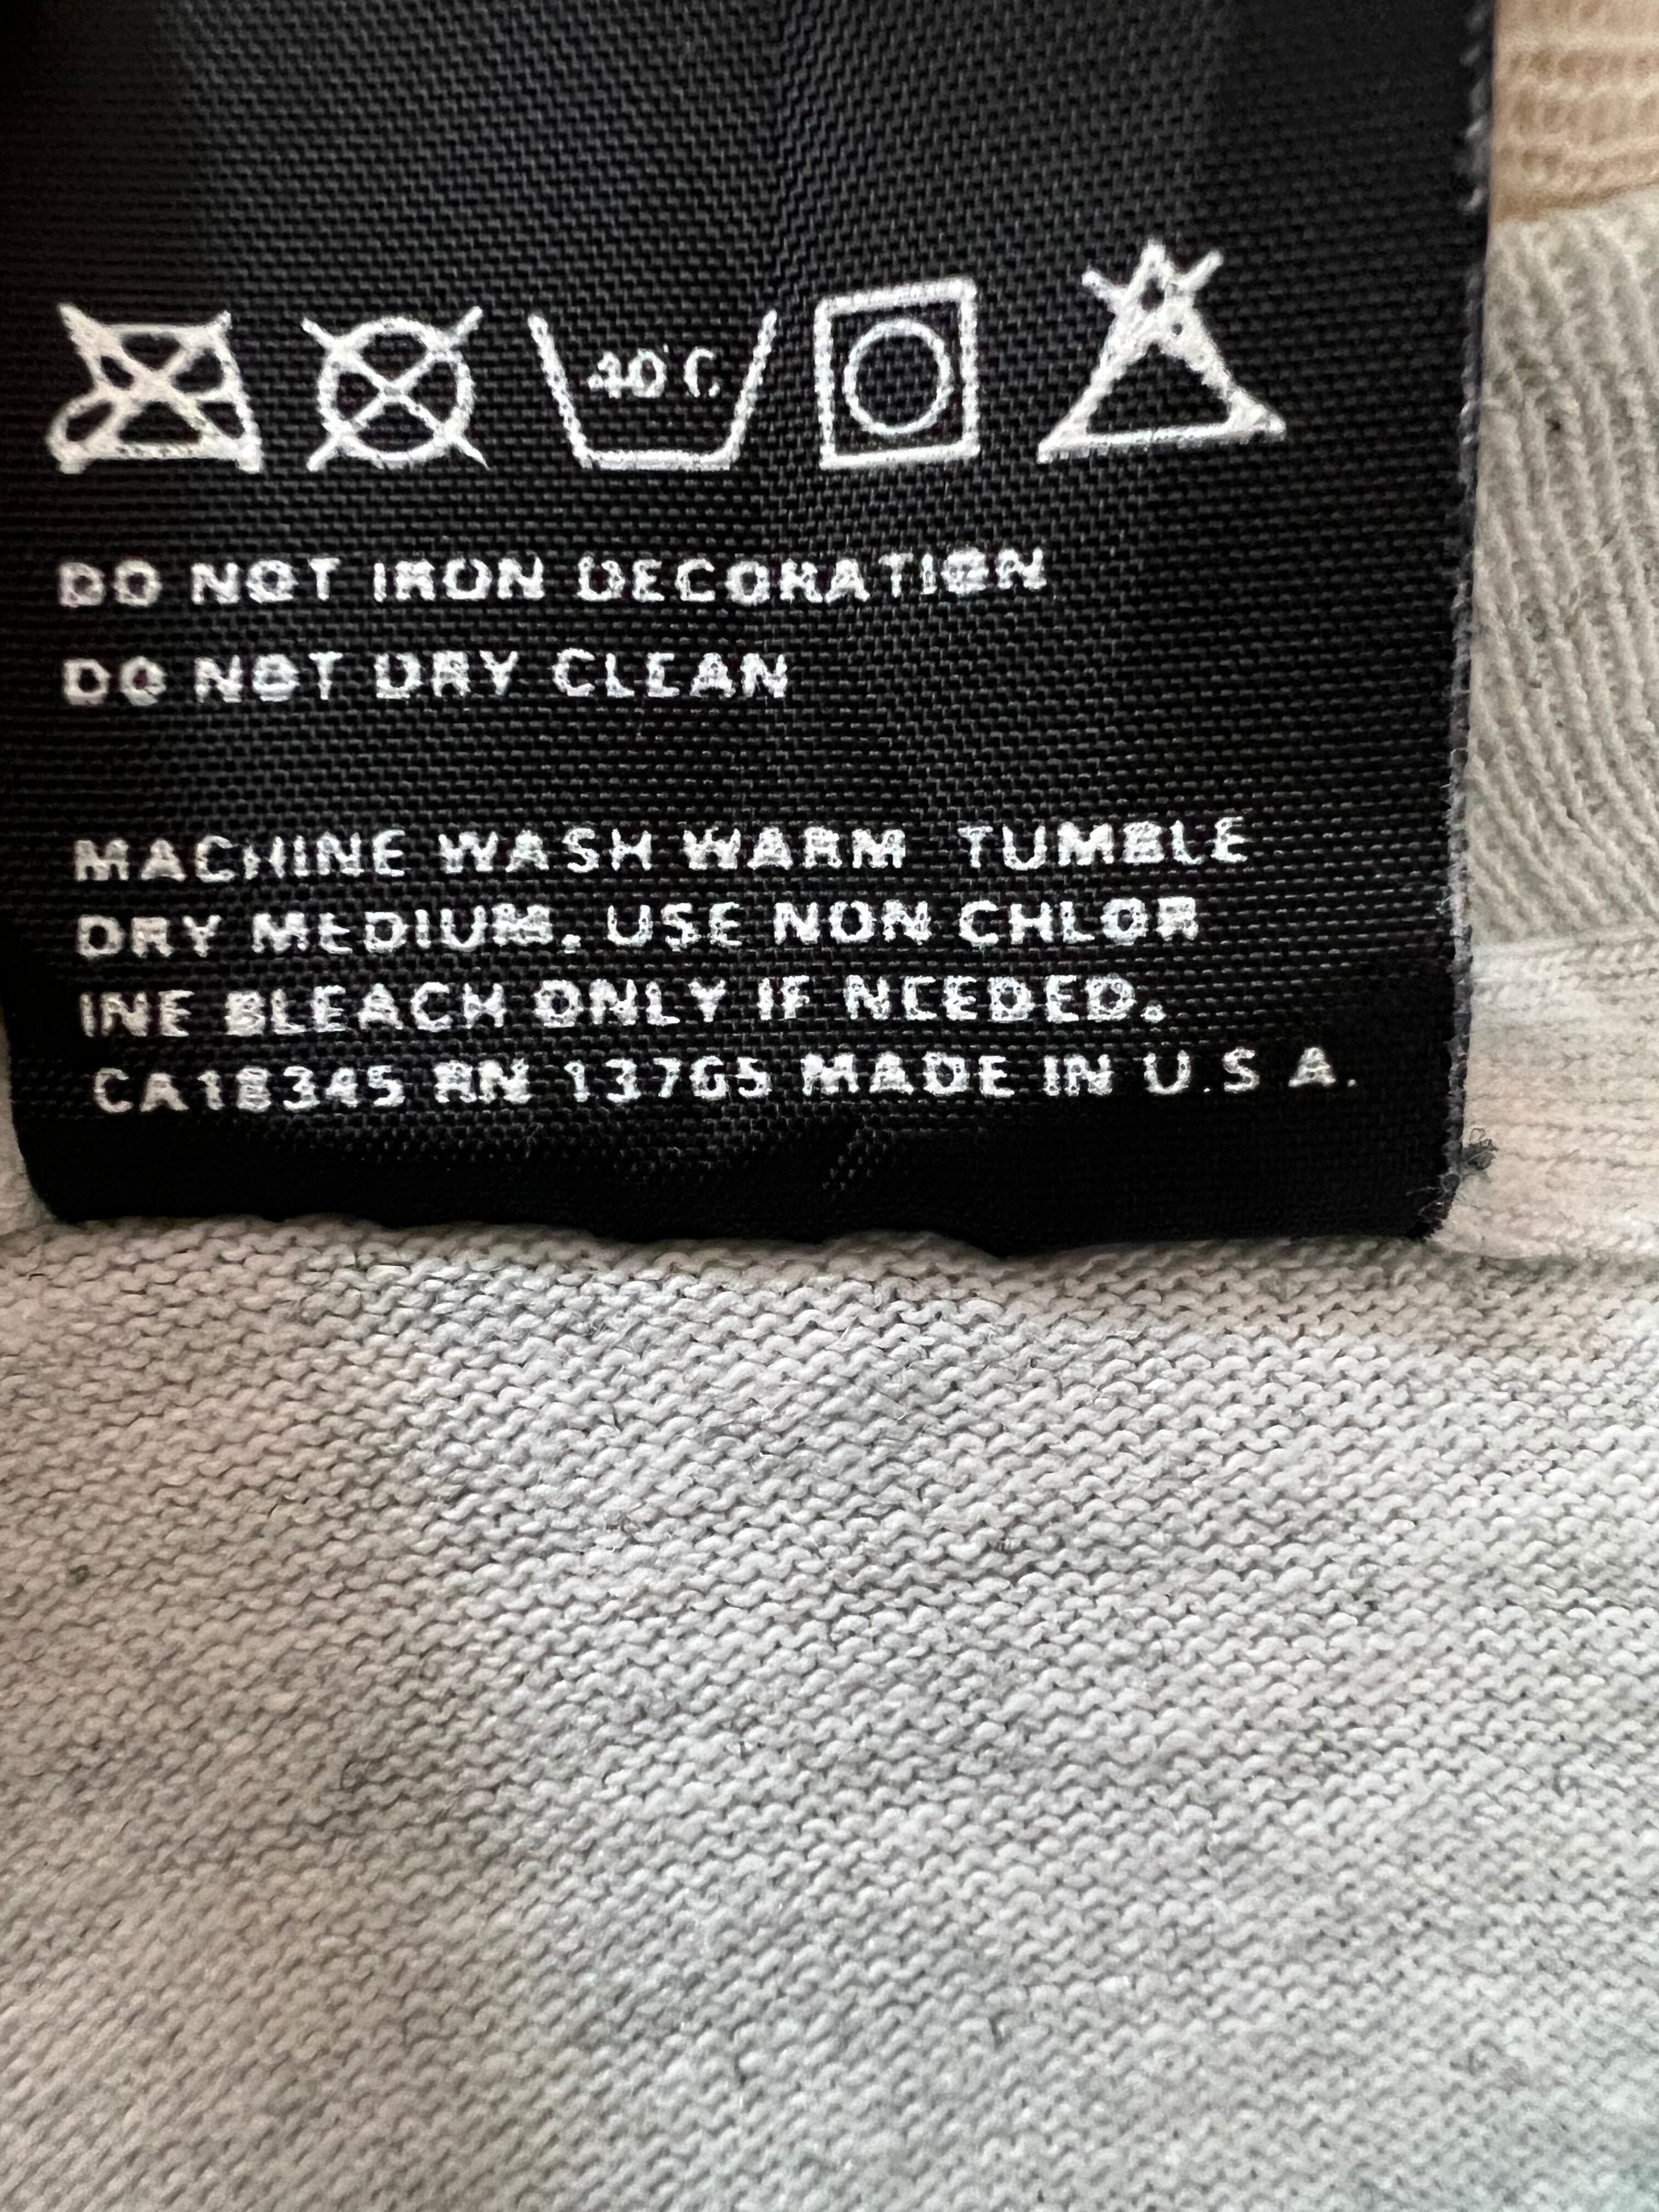 40°C
DO NOT IRON DECORATION
DO NOT DRY CLEAN
MACHINE WASH WARM TUMBLE
DRY MEDIUM. USE NON CHLOR
INE BLEACH ONLY IF NEEDED.
CA18345 RN 13765 MADE IN U.S.A.